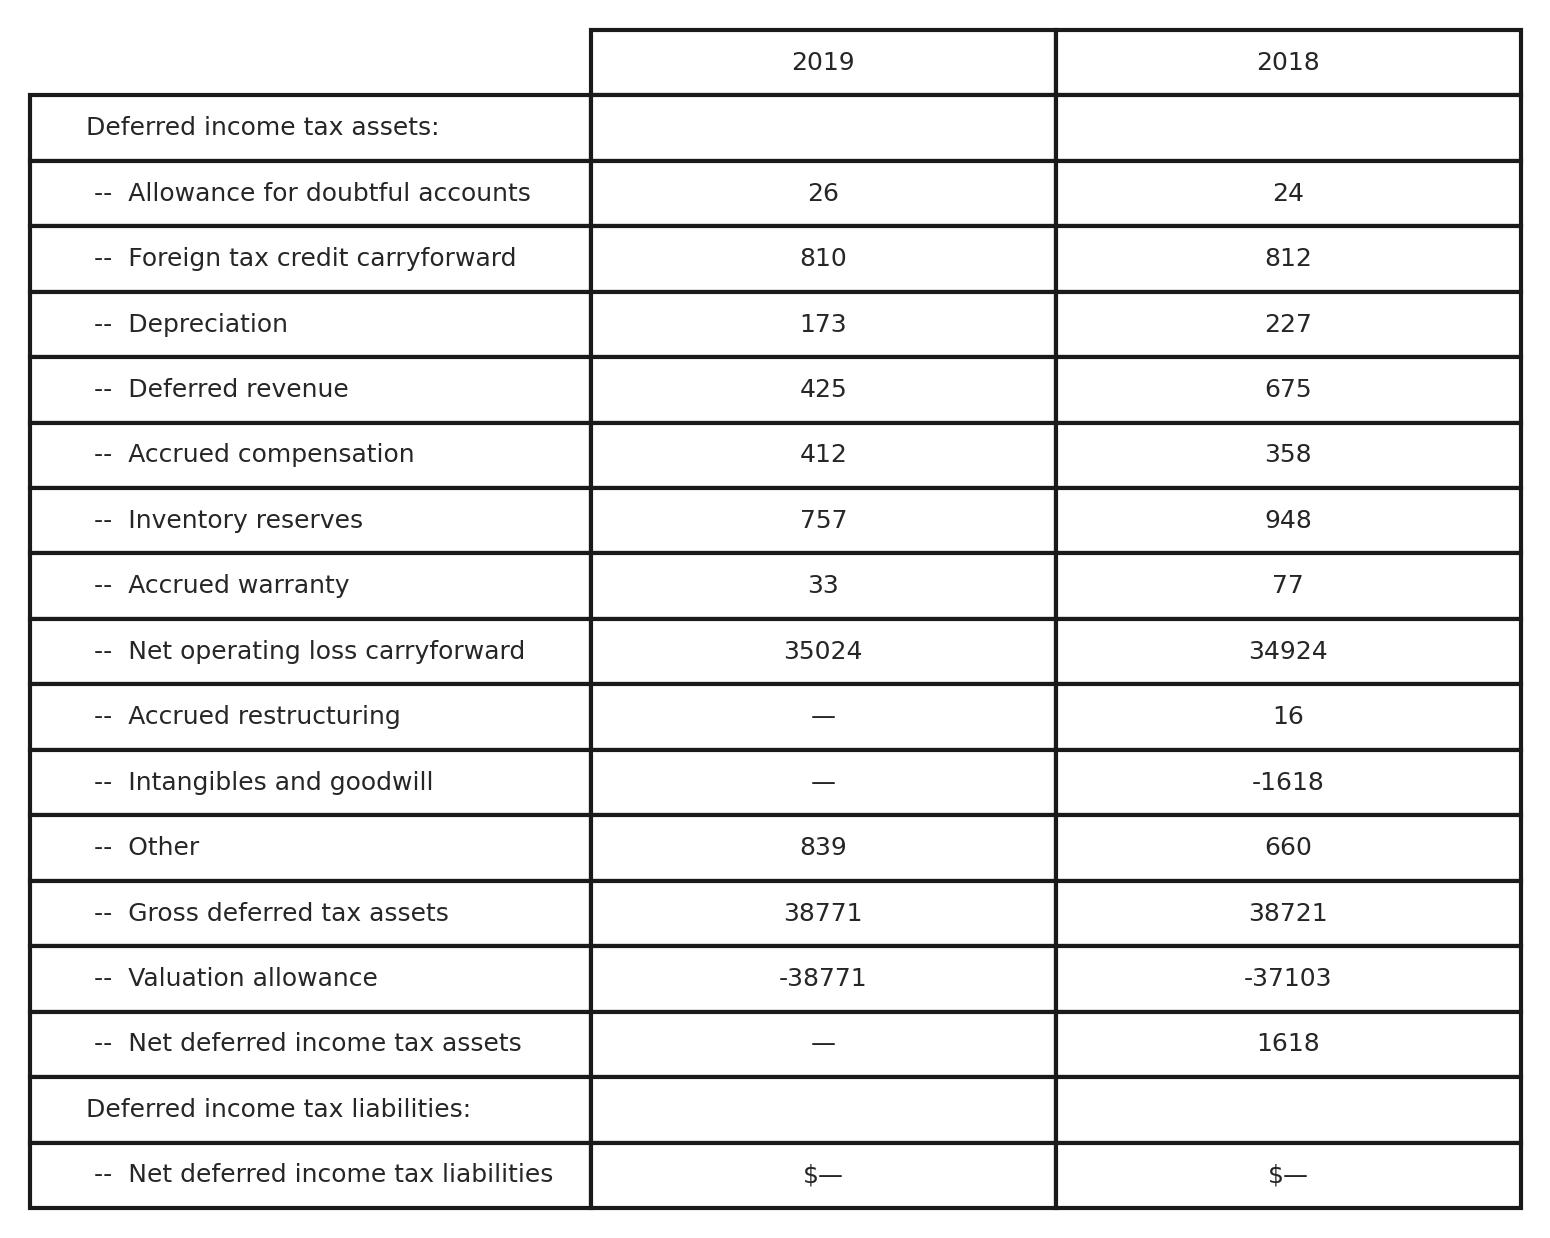 2019 2018
Deferred income tax assets:
-- Allowance for doubtful accounts 26 24
-- Foreign tax credit carryforward 810 812
-- Depreciation 173 227
-- Deferred revenue 425 675
-- Accrued compensation 412 358
-- Inventory reserves 757 948
-- Accrued warranty 33 77
-- Net operating loss carryforward 35024 34924
-- Accrued restructuring — 16
-- Intangibles and goodwill — -1618
-- Other 839 660
-- Gross deferred tax assets 38771 38721
-- Valuation allowance -38771 -37103
-- Net deferred income tax assets — 1618
Deferred income tax liabilities:
-- Net deferred income tax liabilities $— $—